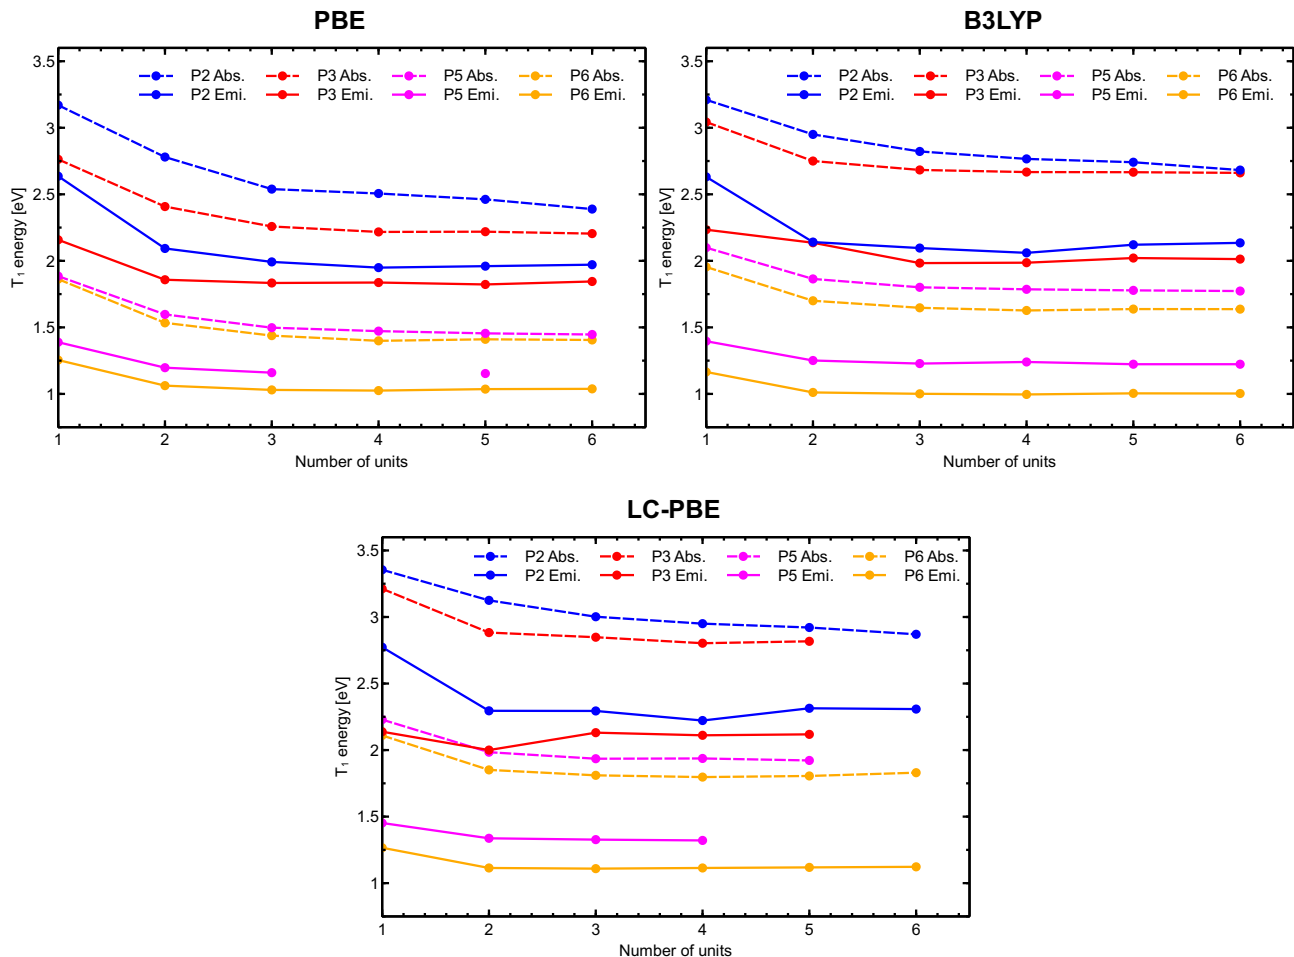 PBE
3.5
3
2.5
2
1.5
1
T1 energy [eV]
P2 Abs. P3 Abs. P5 Abs. P6 Abs.
P2 Emi. P3 Emi. P5 Emi. P6 Emi.
1 2 3 4 5 6
Number of units
B3LYP
3.5
3
2.5
2
1.5
1
T1 energy [eV]
P2 Abs. P3 Abs. P5 Abs. P6 Abs.
P2 Emi. P3 Emi. P5 Emi. P6 Emi.
1 2 3 4 5 6
Number of units
LC-PBE
3.5
3
2.5
2
1.5
1
T1 energy [eV]
P2 Abs. P3 Abs. P5 Abs. P6 Abs.
P2 Emi. P3 Emi. P5 Emi. P6 Emi.
1 2 3 4 5 6
Number of units